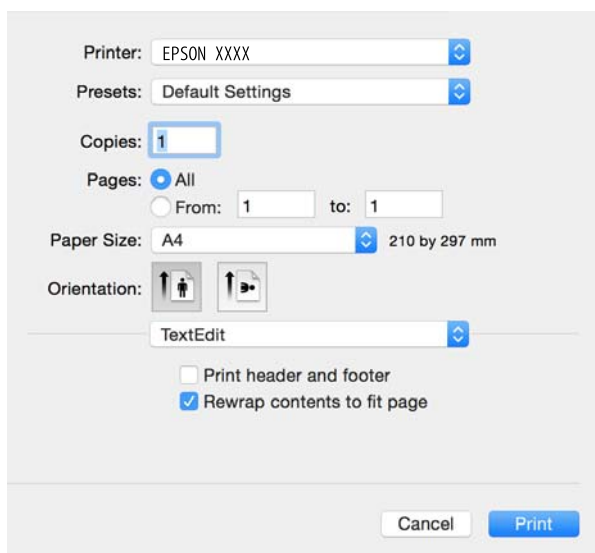 Printer: EPSON XXXX
Presets: Default Settings
Copies: 1
Pages: All
From: 1 to: 1
Paper Size: A4 210 by 297 mm
Orientation:
TextEdit
Print header and footer
Rewrap contents to fit page
Cancel Print